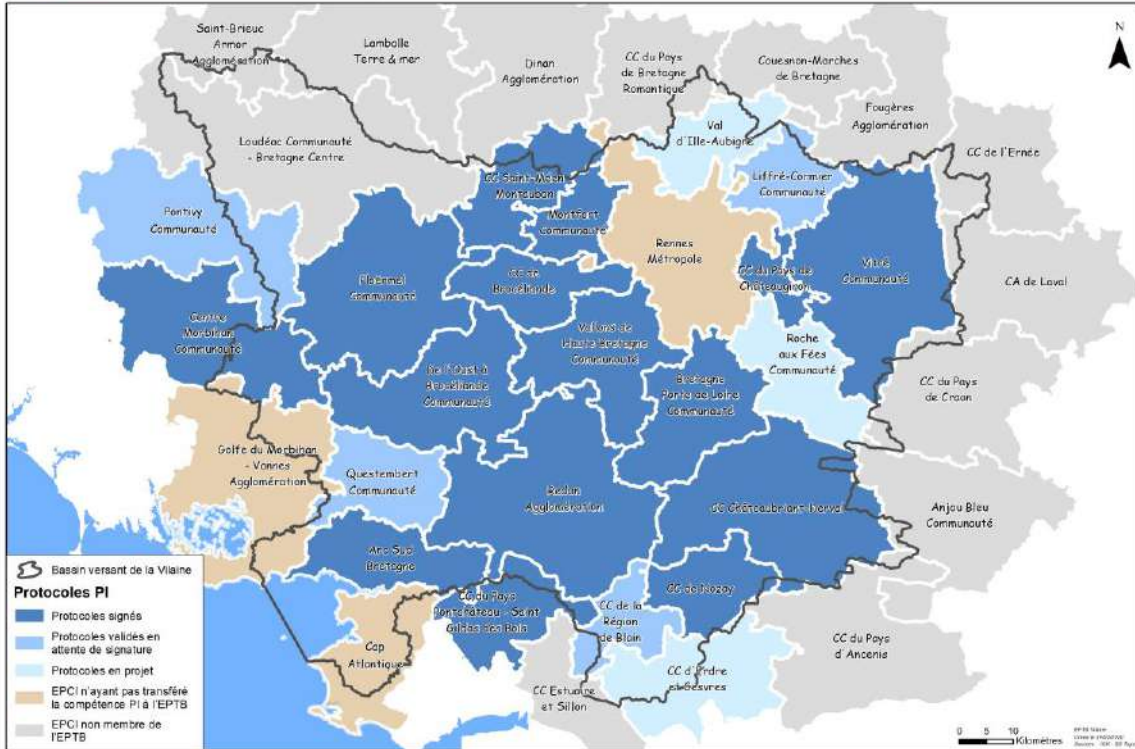 Saint-Brieuc
Armor
Agglomération
Lamballe
Terre & mer
Dinan
Agglomération
CC du Pays
de Bretagne
Romantique
Couesnon-Marches
de Bretagne
N
Fougères
Agglomération
Loudéac Communauté
- Bretagne Centre
Val
d'Ille-Aubigné
CC de l'Ernée
CC Saint-Méen
Montauban
Liffré-Cormier
Communauté
Pontivy
Communauté
Montfort
Communauté
Rennes
Métropole
Vitré
Communauté
CC du Pays de
Châteaugiron
CA de Laval
Ploërmel
Communauté
CC de
Brocéliande
Centre
Morbihan
Communauté
Vallons de
Haute Bretagne
Communauté
Roche
aux Fées
Communauté
De l'Oust à
Brocéliande
Communauté
Bretagne
Porte de Loire
Communauté
CC du Pays
de Craon
Golfe du Morbihan
- Vannes
Agglomération
Questembert
Communauté
Redon
Agglomération
CC Châteaubriant-Derval
Anjou Bleu
Communauté
Arc Sud
Bretagne
CC de Nozay
CC du Pays
Pontchâteau - Saint
Gildas des Bois
CC de la
Région
de Blain
Cap
Atlantique
CC du Pays
d'Ancenis
CC d'Erdre
et Gesvres
CC Estuaire
et Sillon
Bassin versant de la Vilaine
Protocoles PI
Protocoles signés
Protocoles validés en
attente de signature
Protocoles en projet
EPCI n'ayant pas transféré
la compétence PI à l'EPTB
EPCI non membre de
l'EPTB
0 5 10
Kilomètres